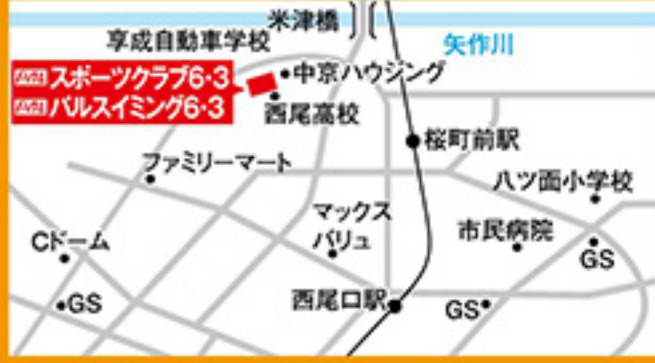 米津橋
享成自動車学校
矢作川
スポーツクラブ6・3
パルスイミング6・3
中京ハウジング
西尾高校
桜町前駅
ファミリーマート
八ツ面小学校
マックス
バリュ
市民病院
Cドーム
GS
GS
西尾口駅
GS